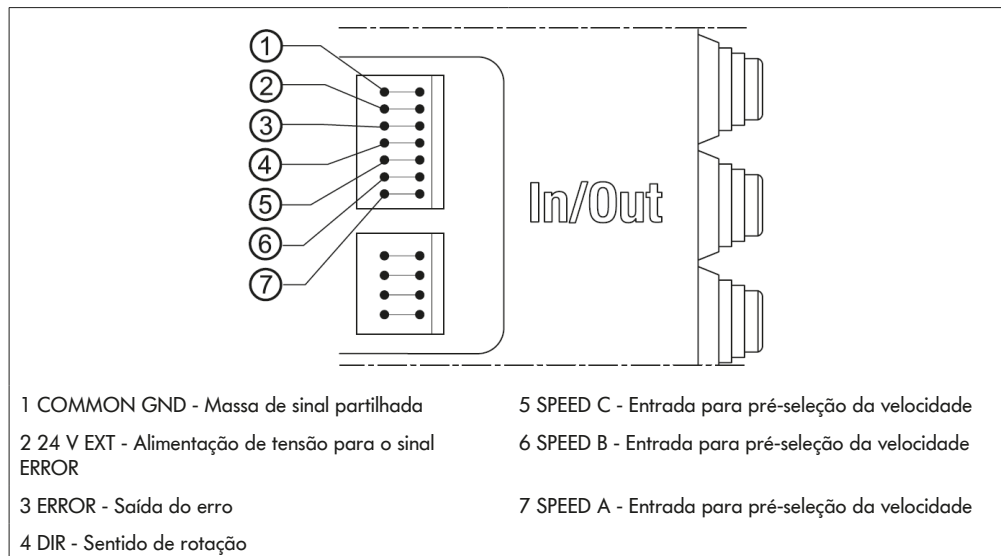 1
2
3
4
5
6
7
In/Out
1 COMMON GND - Massa de sinal partilhada
2 24 V EXT - Alimentação de tensão para o sinal
ERROR
3 ERROR - Saída do erro
4 DIR - Sentido de rotação
5 SPEED C - Entrada para pré-seleção da velocidade
6 SPEED B - Entrada para pré-seleção da velocidade
7 SPEED A - Entrada para pré-seleção da velocidade